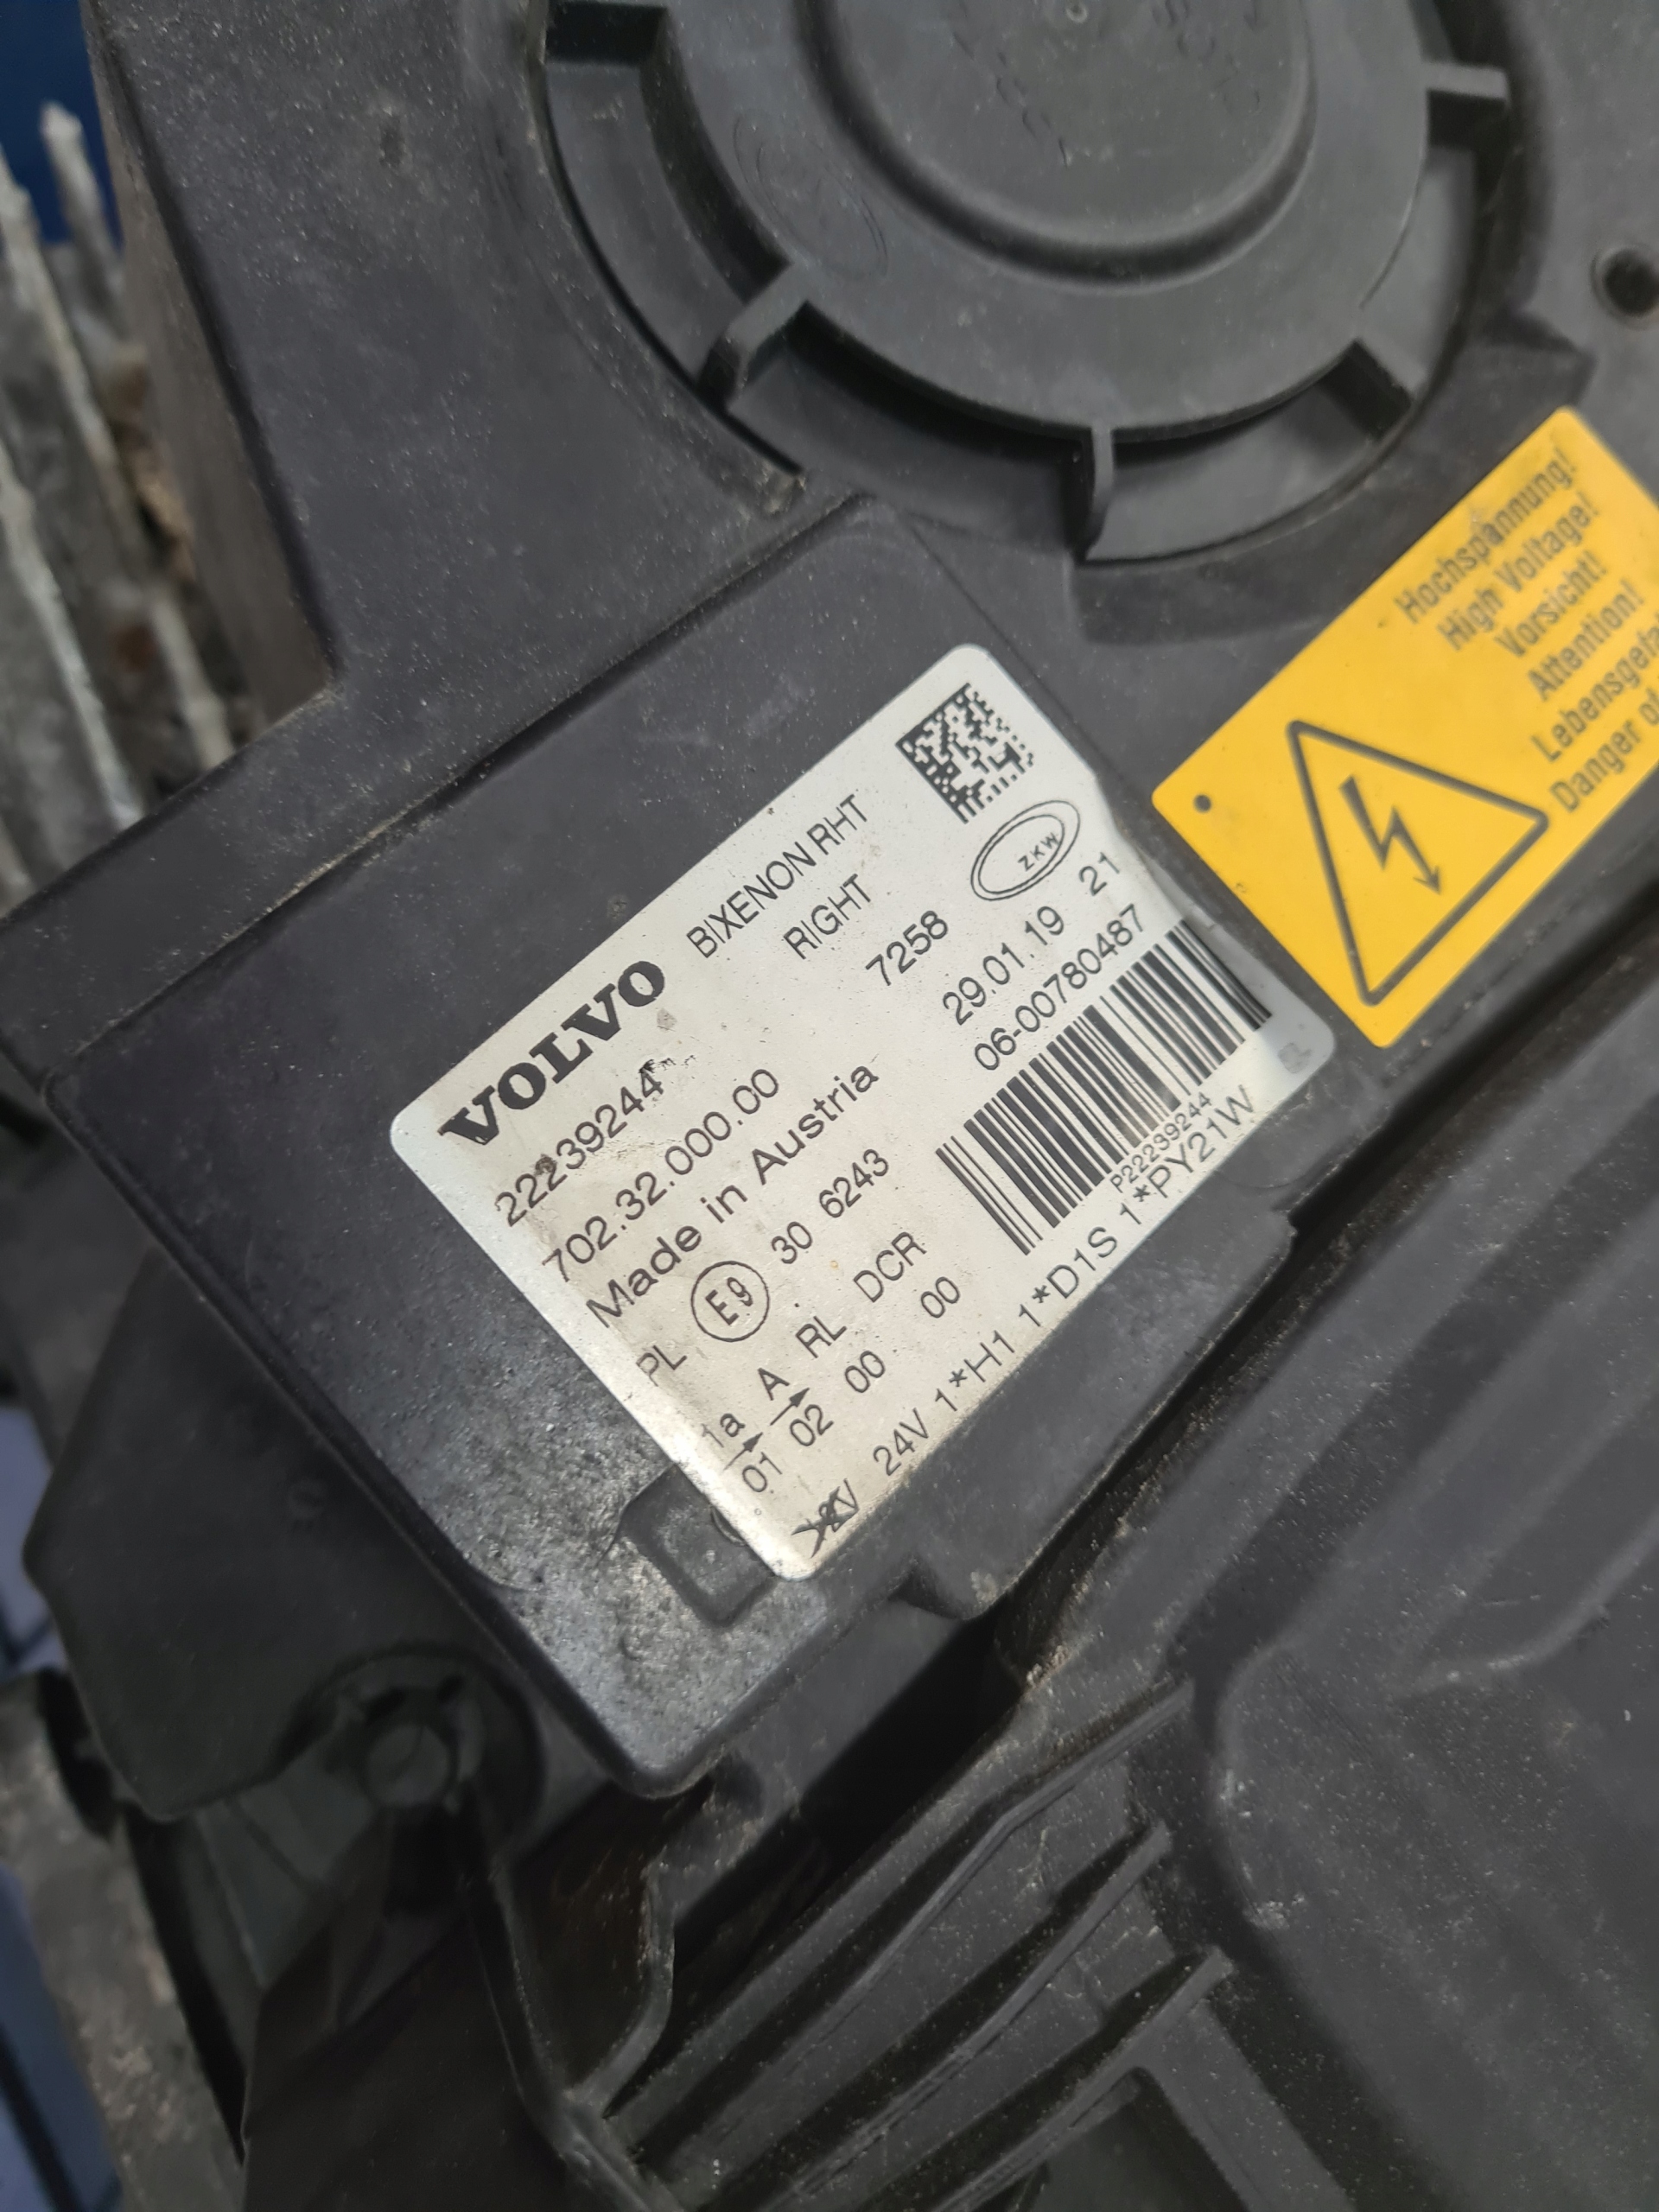 VOLVO
BIXENON RHT
RIGHT
22239244
7258
ZKW
702.32.000.00
29.01.19 21
Made in Austria
06-00780487
PL E9 30 6243
P22239244
1a A RL DCR
01 02 00 00
24V 1*H1 1*D1S 1*PY21W
Hochspannung!
High Voltage!
Vorsicht!
Attention!
Danger